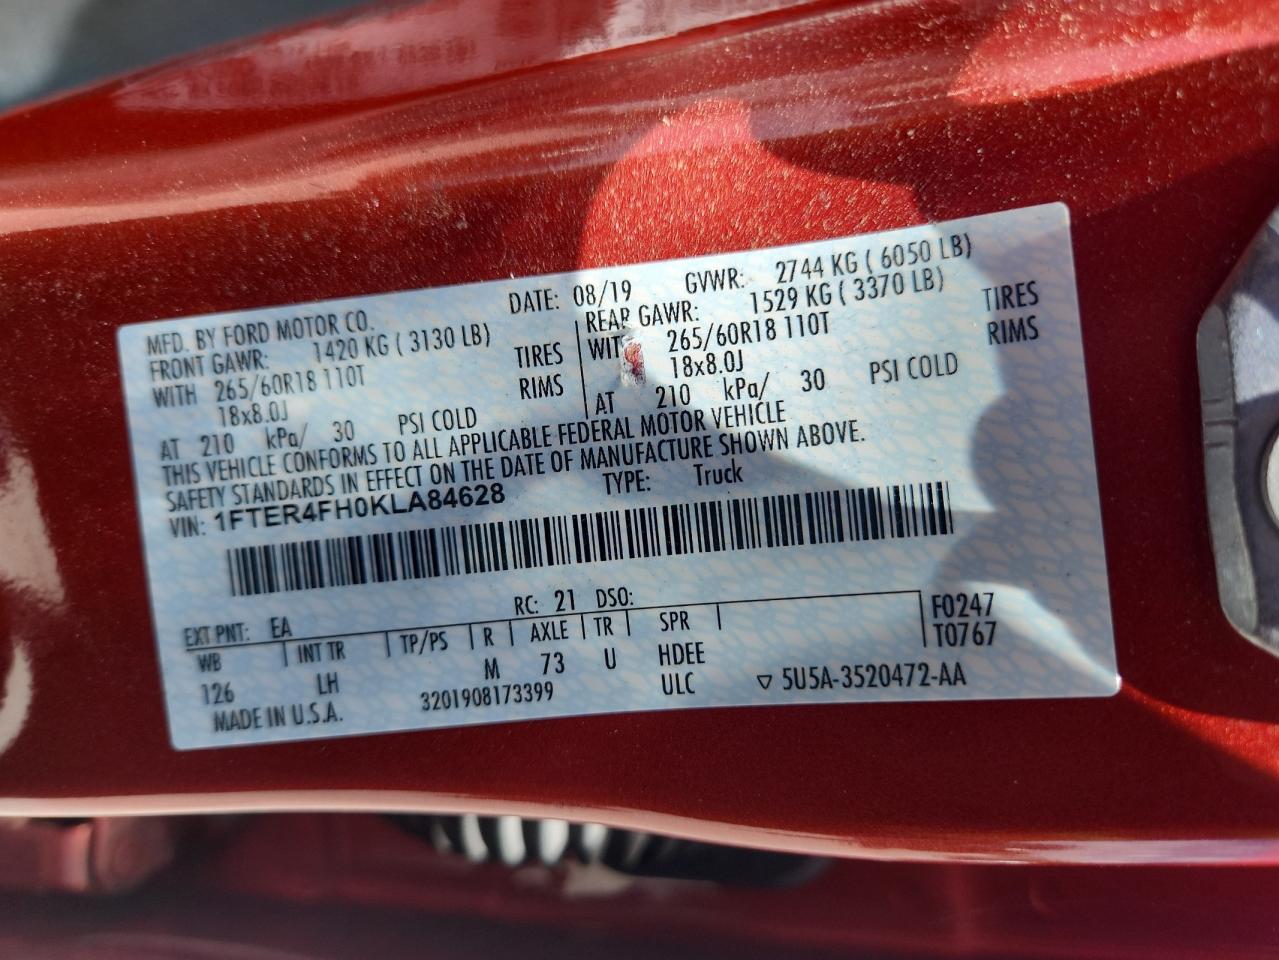 MFD. BY FORD MOTOR CO. DATE: 08/19 GVWR: 2744 KG ( 6050 LB)
FRONT GAWR: 1420 KG ( 3130 LB) REAR GAWR: 1529 KG ( 3370 LB)
WITH 265/60R18 110T TIRES WITH 265/60R18 110T TIRES
18x8.0J RIMS 18x8.0J RIMS
AT 210 kPa/ 30 PSI COLD AT 210 kPa/ 30 PSI COLD
THIS VEHICLE CONFORMS TO ALL APPLICABLE FEDERAL MOTOR VEHICLE
SAFETY STANDARDS IN EFFECT ON THE DATE OF MANUFACTURE SHOWN ABOVE.
VIN: 1FTER4FH0KLA84628 TYPE: Truck
EXT PNT: EA RC: 21 DSO:
WB INT TR TP/PS R AXLE TR SPR F0247
126 LH M 73 U HDEE T0767
MADE IN U.S.A. 3201908173399 ULC ▽ 5U5A-3520472-AA